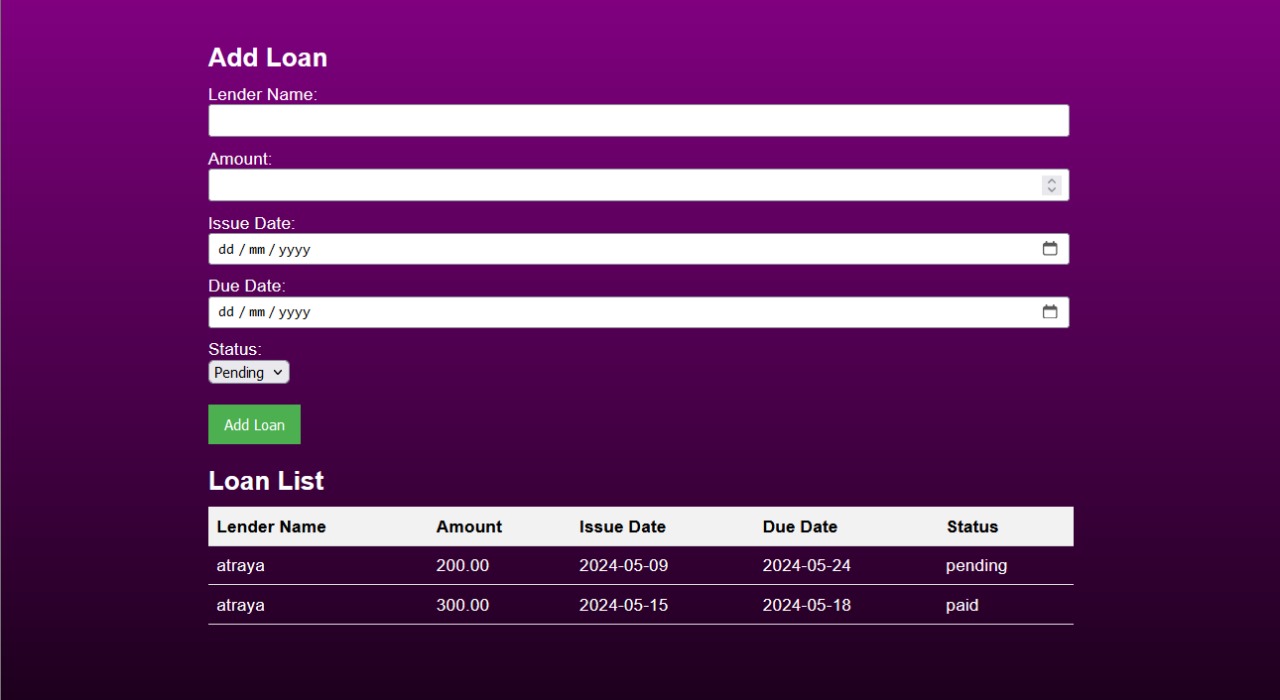 Add Loan
Lender Name:
Amount:
Issue Date:
dd / mm / yyyy
Due Date:
dd / mm / yyyy
Status:
Pending
Add Loan
Loan List
Lender Name Amount Issue Date Due Date Status
atraya 200.00 2024-05-09 2024-05-24 pending
atraya 300.00 2024-05-15 2024-05-18 paid